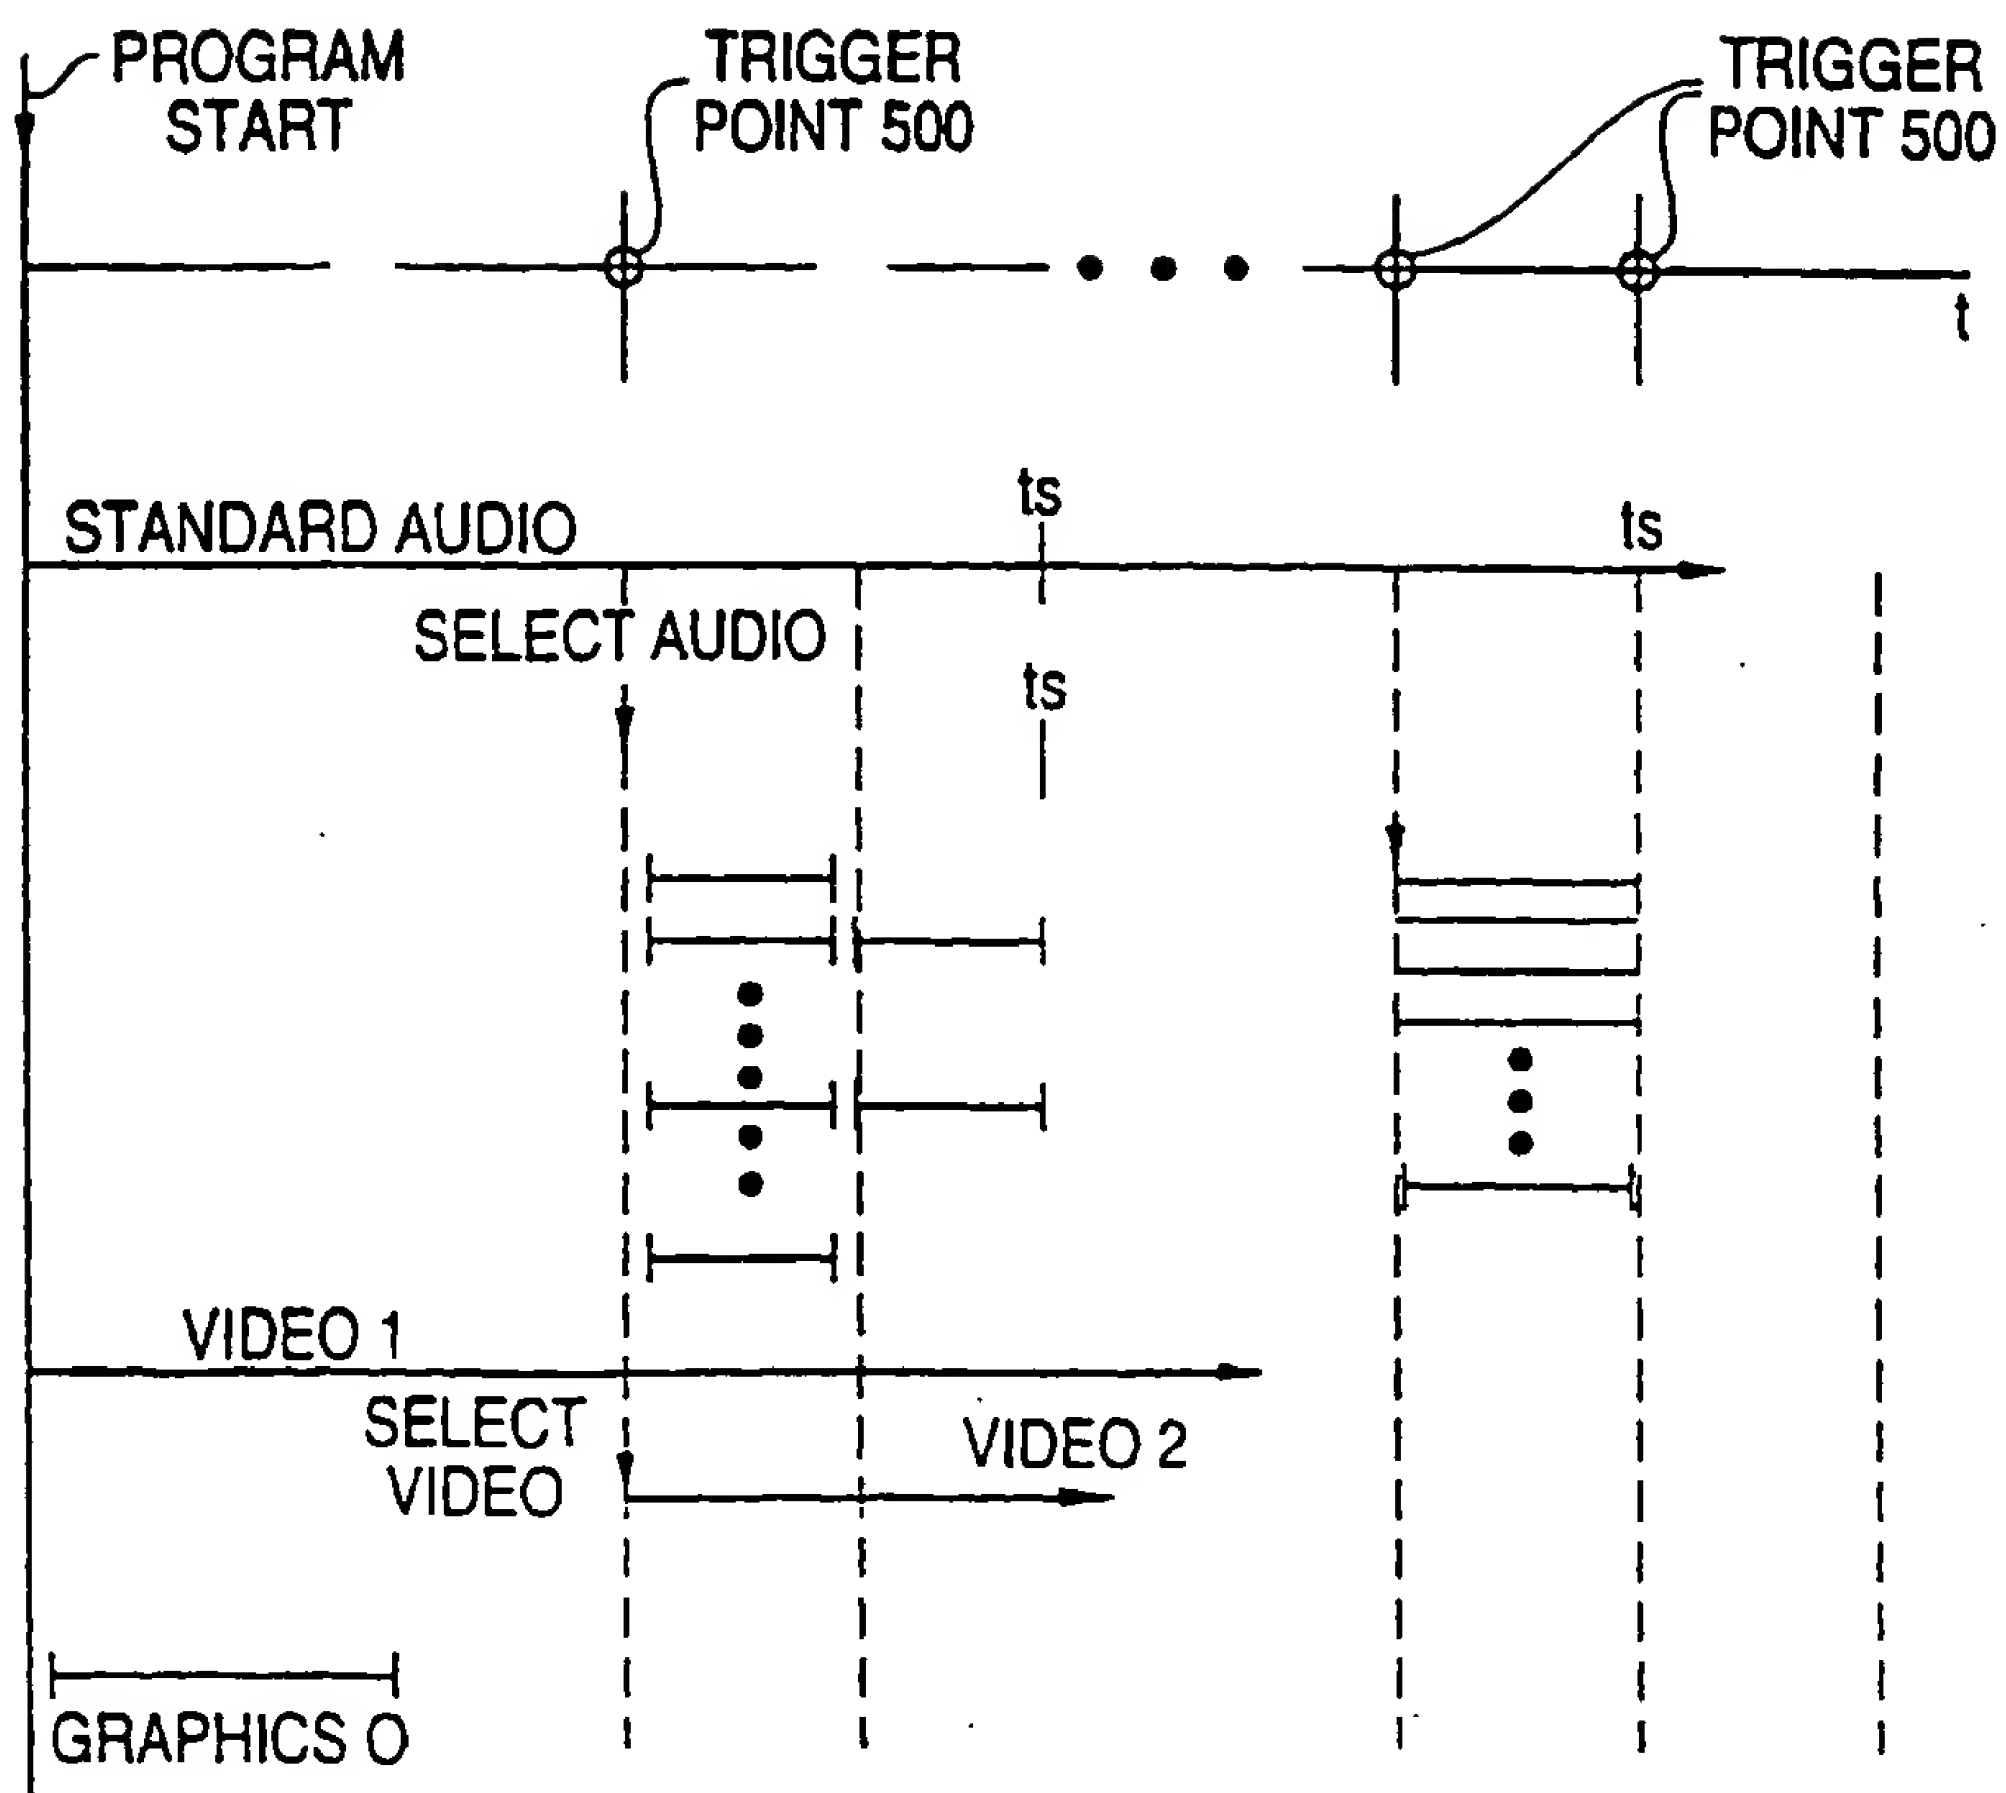 PROGRAM
START
TRIGGER
POINT 500
TRIGGER
POINT 500
t
STANDARD AUDIO
ts
ts
SELECT AUDIO
ts
VIDEO 1
SELECT
VIDEO
VIDEO 2
GRAPHICS O